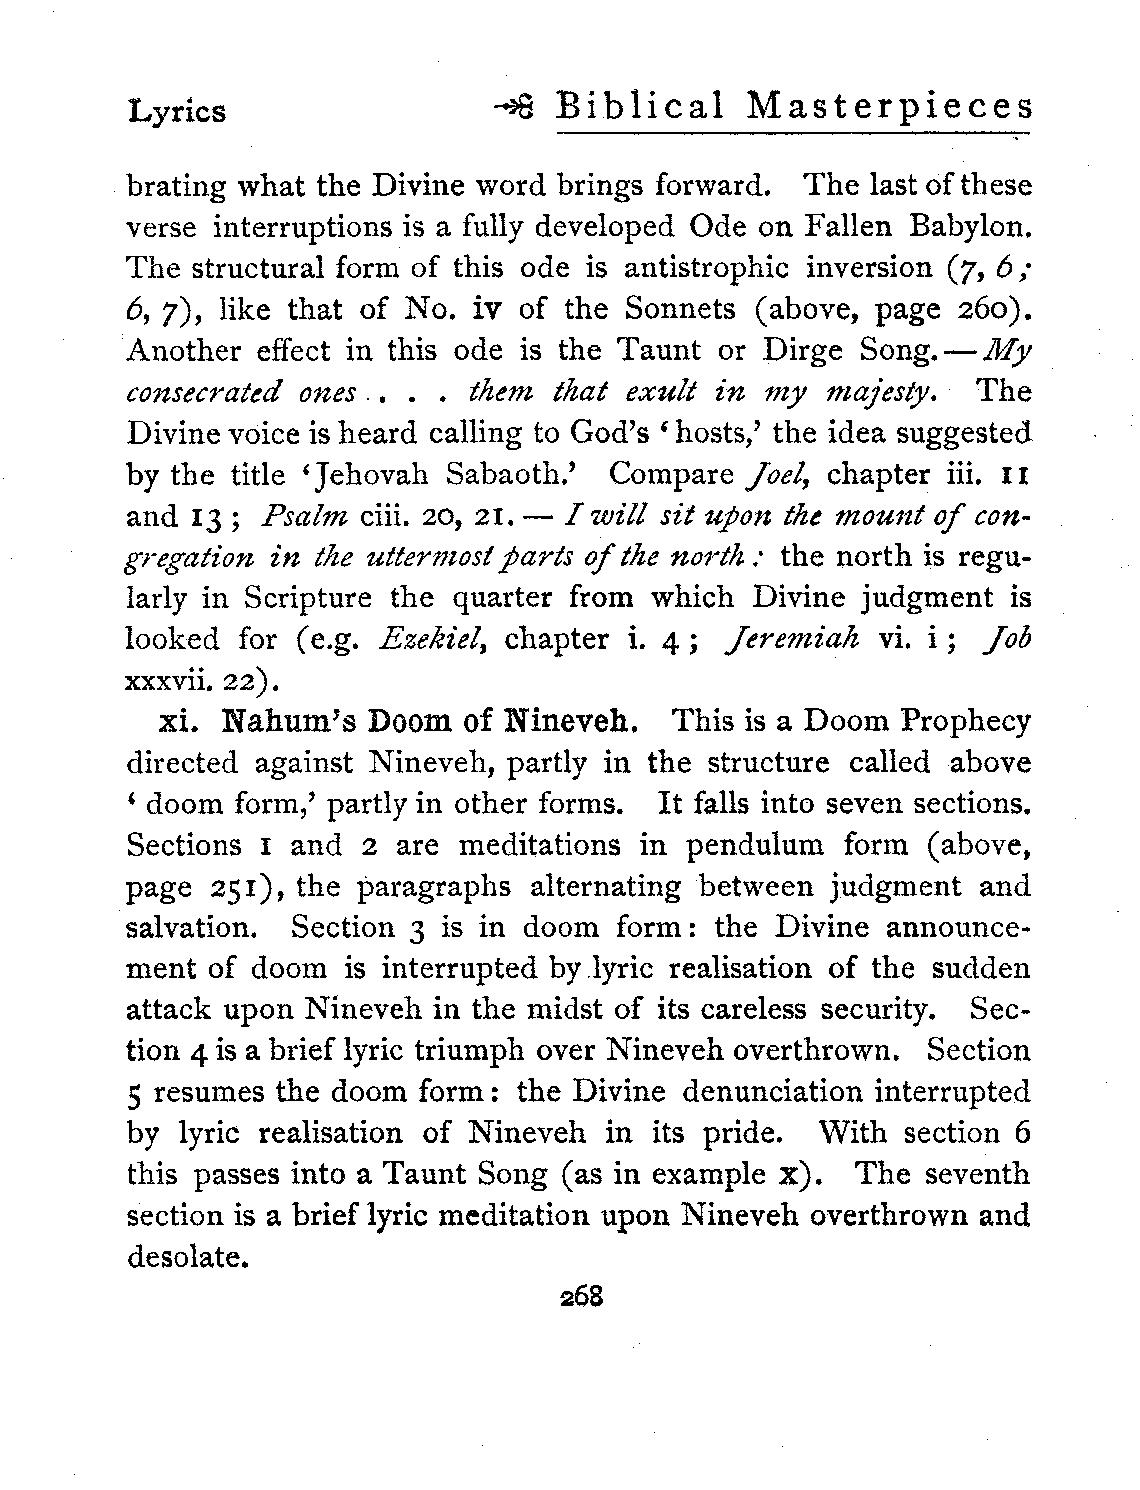 Lyrics Biblical Masterpieces
brating what the Divine word brings forward. The last of these
verse interruptions is a fully developed Ode on Fallen Babylon.
The structural form of this ode is antistrophic inversion (7, 6;
6, 7), like that of No. iv of the Sonnets (above, page 260).
Another effect in this ode is the Taunt or Dirge Song.—My
consecrated ones . . . them that exult in my majesty. The
Divine voice is heard calling to God's ‘hosts,’ the idea suggested
by the title ‘Jehovah Sabaoth.’ Compare Joel, chapter iii. 11
and 13; Psalm ciii. 20, 21.—I will sit upon the mount of con-
gregation in the uttermost parts of the north: the north is regu-
larly in Scripture the quarter from which Divine judgment is
looked for (e.g. Ezekiel, chapter i. 4; Jeremiah vi. i; Job
xxxvii. 22).
xi. Nahum's Doom of Nineveh. This is a Doom Prophecy
directed against Nineveh, partly in the structure called above
‘doom form,’ partly in other forms. It falls into seven sections.
Sections 1 and 2 are meditations in pendulum form (above,
page 251), the paragraphs alternating between judgment and
salvation. Section 3 is in doom form: the Divine announce-
ment of doom is interrupted by lyric realisation of the sudden
attack upon Nineveh in the midst of its careless security. Sec-
tion 4 is a brief lyric triumph over Nineveh overthrown. Section
5 resumes the doom form: the Divine denunciation interrupted
by lyric realisation of Nineveh in its pride. With section 6
this passes into a Taunt Song (as in example x). The seventh
section is a brief lyric meditation upon Nineveh overthrown and
desolate.
268